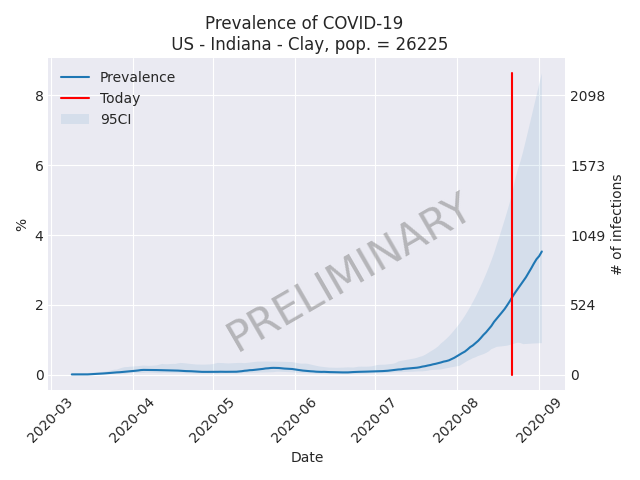 Prevalence of COVID-19
US - Indiana - Clay, pop. = 26225
Prevalence
Today
95CI
PRELIMINARY
%
8
6
4
2
0
2098
1573
1049
524
0
# of infections
2020-03
2020-04
2020-05
2020-06
2020-07
2020-08
2020-09
Date